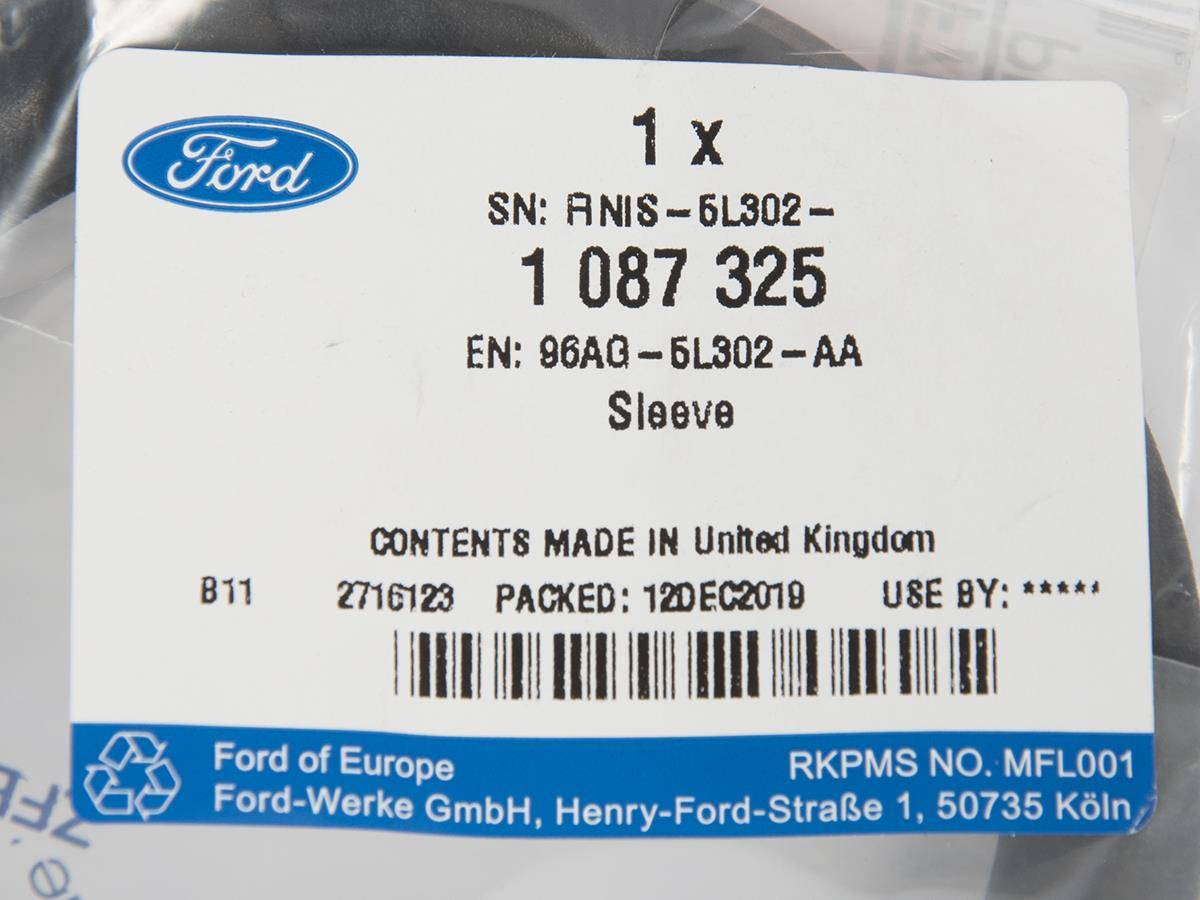 Ford
1 x
SN: ANIS-5L302-
1 087 325
EN: 96AG-5L302-AA
Sleeve
CONTENTS MADE IN United Kingdom
B11 2716123 PACKED: 12DEC2019 USE BY: *****
Ford of Europe
RKPMS NO. MFL001
Ford-Werke GmbH, Henry-Ford-Straße 1, 50735 Köln